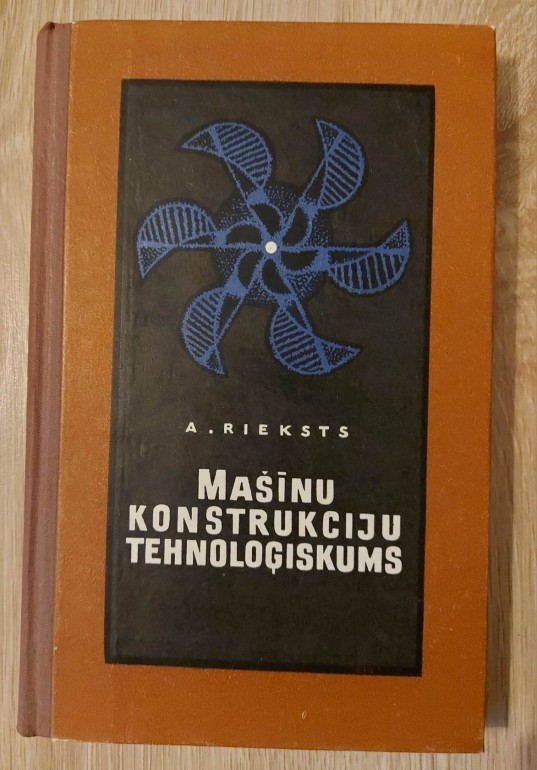 A. RIEKSTS
MAŠĪNU
KONSTRUKCIJU
TEHNOLOĢISKUMS